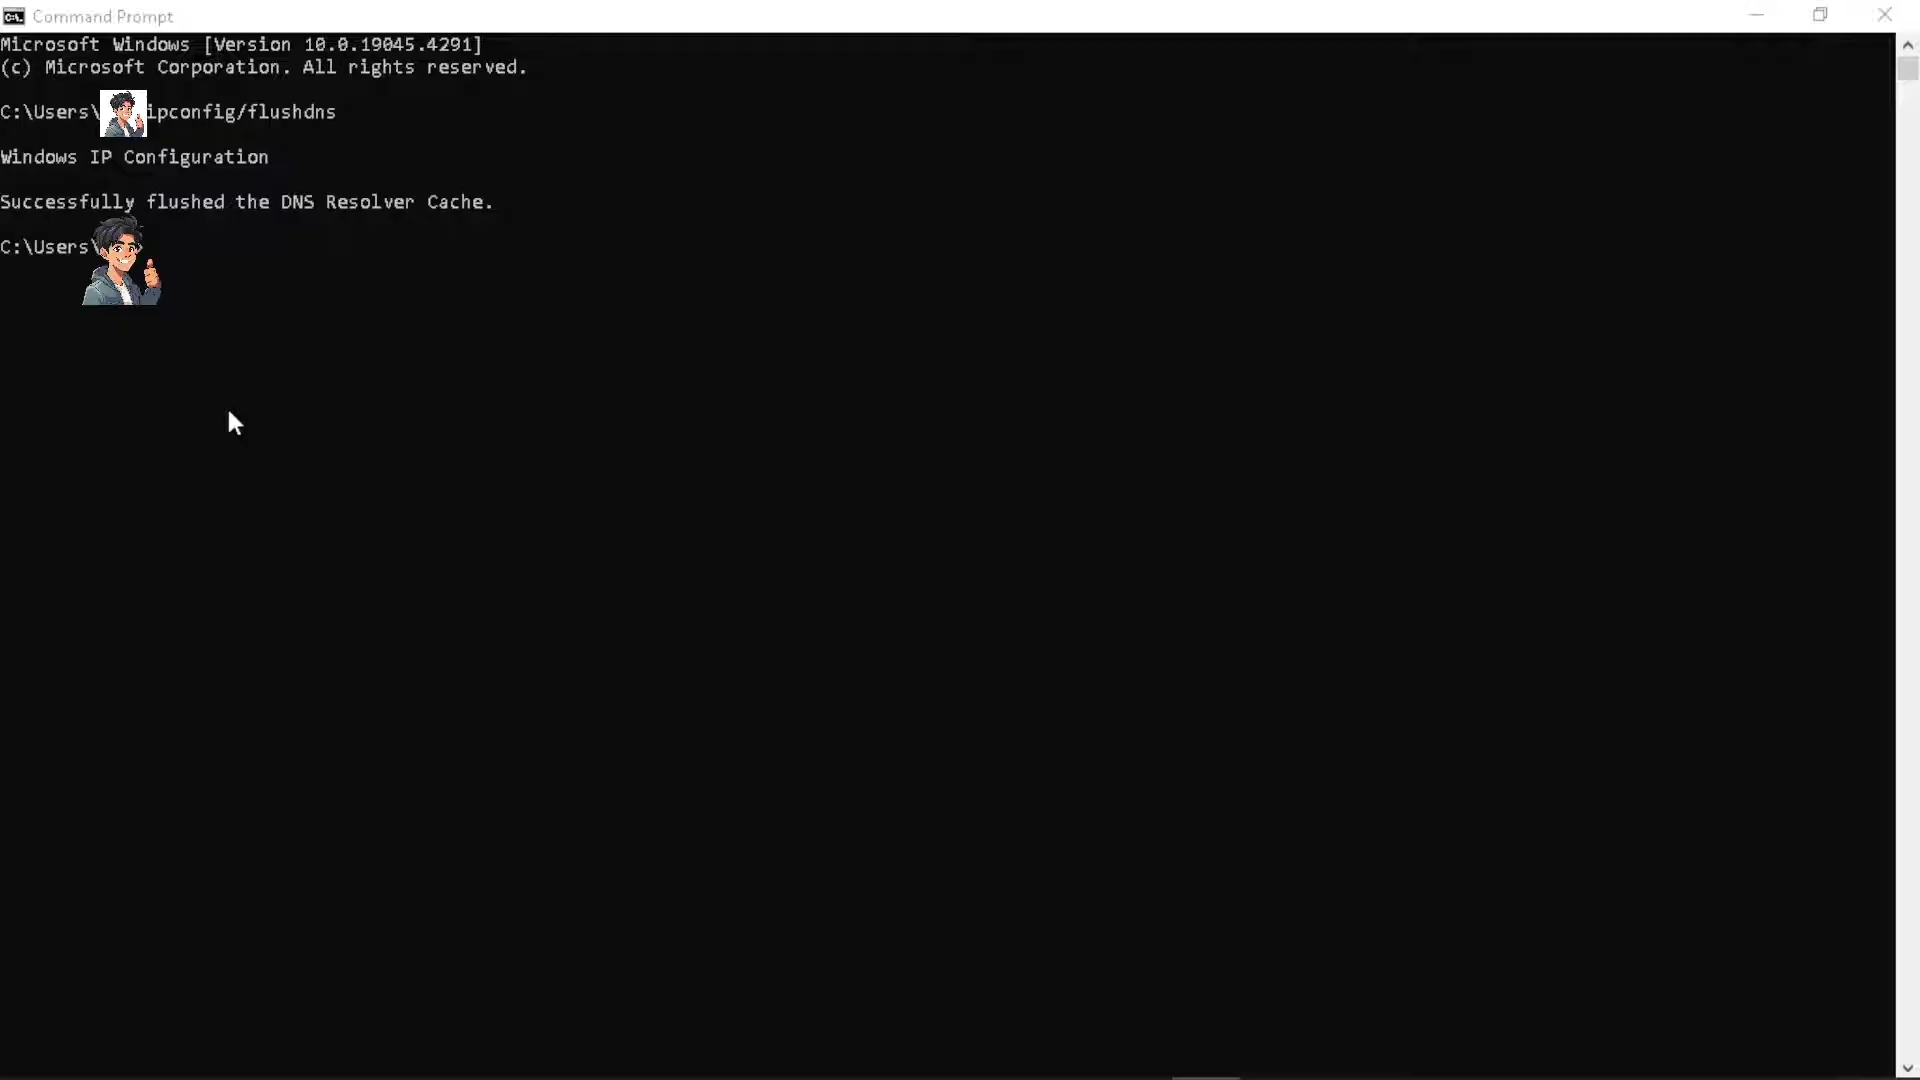 Command Prompt
Microsoft Windows [Version 10.0.19045.4291]
(c) Microsoft Corporation. All rights reserved.
C:\Users\ ipconfig/flushdns
Windows IP Configuration
Successfully flushed the DNS Resolver Cache.
C:\Users\ >